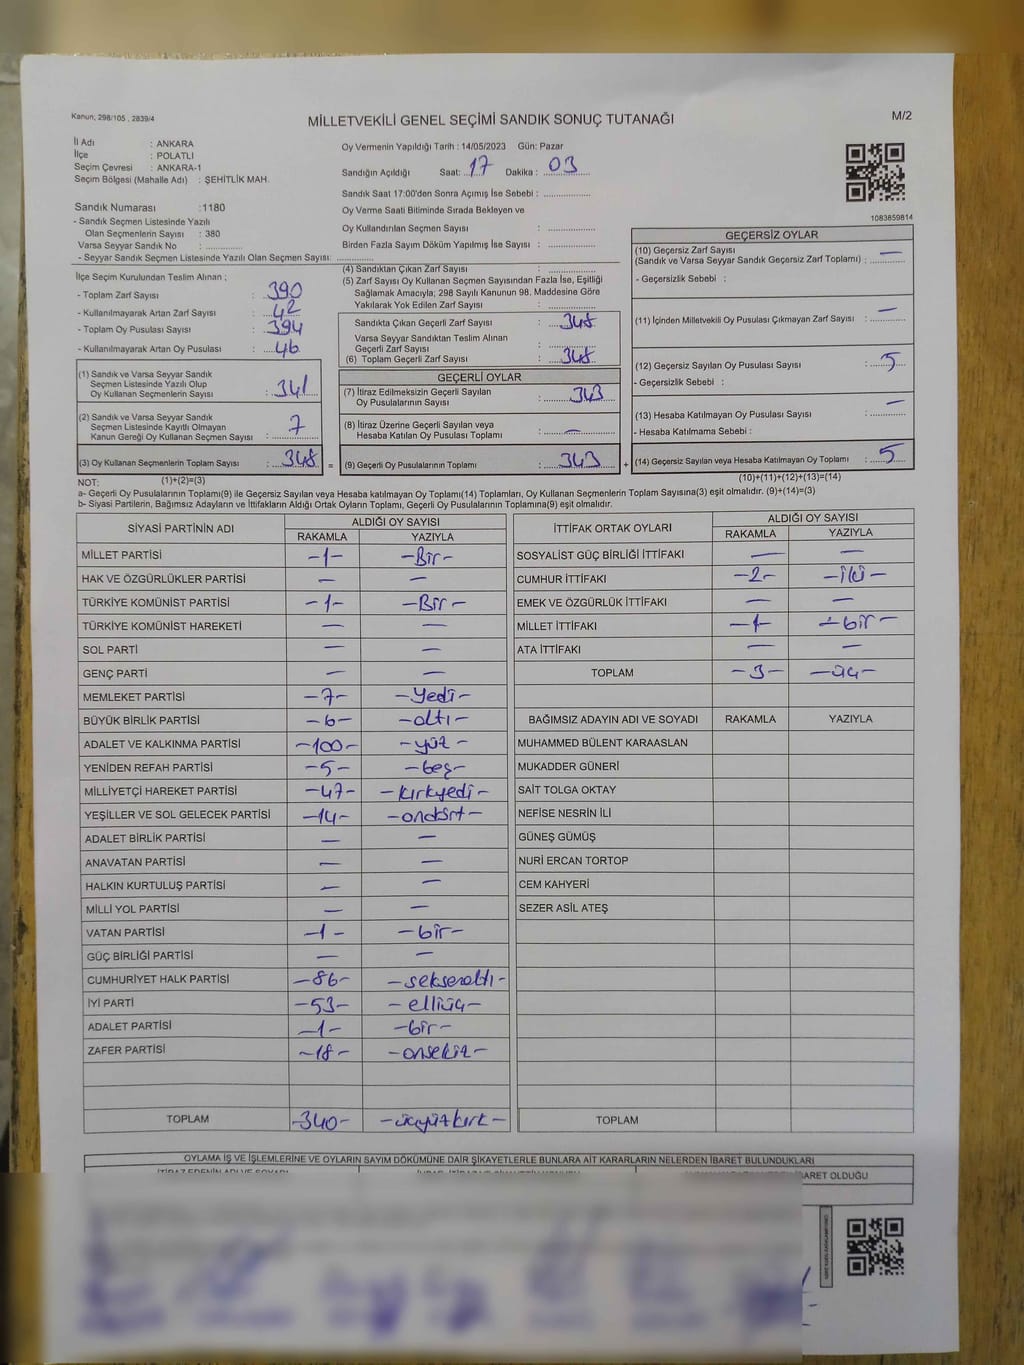 Kanun, 298/105 , 2839/4
MİLLETVEKİLİ GENEL SEÇİMİ SANDIK SONUÇ TUTANAĞI
M/2
İl Adı : ANKARA
İlçe : POLATLI
Seçim Çevresi : ANKARA-1
Seçim Bölgesi (Mahalle Adı) : ŞEHİTLİK MAH.
Sandık Numarası :1180
- Sandık Seçmen Listesinde Yazılı
Olan Seçmenlerin Sayısı : 380
Varsa Seyyar Sandık No : ..............
- Seyyar Sandık Seçmen Listesinde Yazılı Olan Seçmen Sayısı: ..............
Oy Vermenin Yapıldığı Tarih : 14/05/2023 Gün: Pazar
Sandığın Açıldığı Saat: 17 Dakika : 03
Sandık Saat 17:00'den Sonra Açımış İse Sebebi : ..............
Oy Verme Saati Bitiminde Sırada Bekleyen ve
Oy Kullandırılan Seçmen Sayısı : ..............
Birden Fazla Sayım Döküm Yapılmış İse Sayısı : ..............
1083859814
İlçe Seçim Kurulundan Teslim Alınan ;
- Toplam Zarf Sayısı : 390
- Kullanılmayarak Artan Zarf Sayısı : 42
- Toplam Oy Pusulası Sayısı : 394
- Kullanılmayarak Artan Oy Pusulası : 46
(1) Sandık ve Varsa Seyyar Sandık
Seçmen Listesinde Yazılı Olup
Oy Kullanan Seçmenlerin Sayısı : 341
(2) Sandık ve Varsa Seyyar Sandık
Seçmen Listesinde Kayıtlı Olmayan
Kanun Gereği Oy Kullanan Seçmen Sayısı : 7
(3) Oy Kullanan Seçmenlerin Toplam Sayısı : 348 =
(1)+(2)=(3)
(4) Sandıktan Çıkan Zarf Sayısı : ..............
(5) Zarf Sayısı Oy Kullanan Seçmen Sayısından Fazla İse, Eşitliği
Sağlamak Amacıyla; 298 Sayılı Kanunun 98. Maddesine Göre
Yakılarak Yok Edilen Zarf Sayısı : ..............
Sandıkta Çıkan Geçerli Zarf Sayısı : 348
Varsa Seyyar Sandıktan Teslim Alınan
Geçerli Zarf Sayısı : ..............
(6) Toplam Geçerli Zarf Sayısı : 348
GEÇERLİ OYLAR
(7) İtiraz Edilmeksizin Geçerli Sayılan
Oy Pusulalarının Sayısı : 343
(8) İtiraz Üzerine Geçerli Sayılan veya
Hesaba Katılan Oy Pusulası Toplamı : —
(9) Geçerli Oy Pusulalarının Toplamı : 343 +
GEÇERSİZ OYLAR
(10) Geçersiz Zarf Sayısı
(Sandık ve Varsa Seyyar Sandık Geçersiz Zarf Toplamı) : —
- Geçersizlik Sebebi :
(11) İçinden Milletvekili Oy Pusulası Çıkmayan Zarf Sayısı : —
(12) Geçersiz Sayılan Oy Pusulası Sayısı : 5
- Geçersizlik Sebebi :
(13) Hesaba Katılmayan Oy Pusulası Sayısı : —
- Hesaba Katılmama Sebebi :
(14) Geçersiz Sayılan veya Hesaba Katılmayan Oy Toplamı : 5
(10)+(11)+(12)+(13)=(14)
NOT:
a- Geçerli Oy Pusulalarının Toplamı(9) ile Geçersiz Sayılan veya Hesaba katılmayan Oy Toplamı(14) Toplamları, Oy Kullanan Seçmenlerin Toplam Sayısına(3) eşit olmalıdır. (9)+(14)=(3)
b- Siyasi Partilerin, Bağımsız Adayların ve İttifakların Aldığı Ortak Oyların Toplamı, Geçerli Oy Pusulalarının Toplamına(9) eşit olmalıdır.
SİYASİ PARTİNİN ADI ALDIĞI OY SAYISI
RAKAMLA YAZIYLA
MİLLET PARTİSİ -1- -Bir-
HAK VE ÖZGÜRLÜKLER PARTİSİ — —
TÜRKİYE KOMÜNİST PARTİSİ -1- -Bir-
TÜRKİYE KOMÜNİST HAREKETİ — —
SOL PARTİ — —
GENÇ PARTİ — —
MEMLEKET PARTİSİ -7- -Yedi-
BÜYÜK BİRLİK PARTİSİ -6- -altı-
ADALET VE KALKINMA PARTİSİ -100- -yüz-
YENİDEN REFAH PARTİSİ -5- -beş-
MİLLİYETÇİ HAREKET PARTİSİ -47- -kırkyedi-
YEŞİLLER VE SOL GELECEK PARTİSİ -14- -ondört-
ADALET BİRLİK PARTİSİ — —
ANAVATAN PARTİSİ — —
HALKIN KURTULUŞ PARTİSİ — —
MİLLİ YOL PARTİSİ — —
VATAN PARTİSİ -1- -bir-
GÜÇ BİRLİĞİ PARTİSİ — —
CUMHURİYET HALK PARTİSİ -86- -seksenaltı-
İYİ PARTİ -53- -elliüç-
ADALET PARTİSİ -1- -bir-
ZAFER PARTİSİ -18- -onsekiz-
TOPLAM -340- -üçyüzkırk-
İTTİFAK ORTAK OYLARI ALDIĞI OY SAYISI
RAKAMLA YAZIYLA
SOSYALİST GÜÇ BİRLİĞİ İTTİFAKI — —
CUMHUR İTTİFAKI -2- -iki-
EMEK VE ÖZGÜRLÜK İTTİFAKI — —
MİLLET İTTİFAKI -1- -bir-
ATA İTTİFAKI — —
TOPLAM -3- -üç-
BAĞIMSIZ ADAYIN ADI VE SOYADI RAKAMLA YAZIYLA
MUHAMMED BÜLENT KARAASLAN
MUKADDER GÜNERİ
SAİT TOLGA OKTAY
NEFİSE NESRİN İLİ
GÜNEŞ GÜMÜŞ
NURİ ERCAN TORTOP
CEM KAHYERİ
SEZER ASİL ATEŞ
TOPLAM
OYLAMA İŞ VE İŞLEMLERİNE VE OYLARIN SAYIM DÖKÜMÜNE DAİR ŞİKAYETLERLE BUNLARA AİT KARARLARIN NELERDEN İBARET BULUNDUKLARI
İTİRAZ EDENİN ADI VE SOYADI
İBARET OLDUĞU